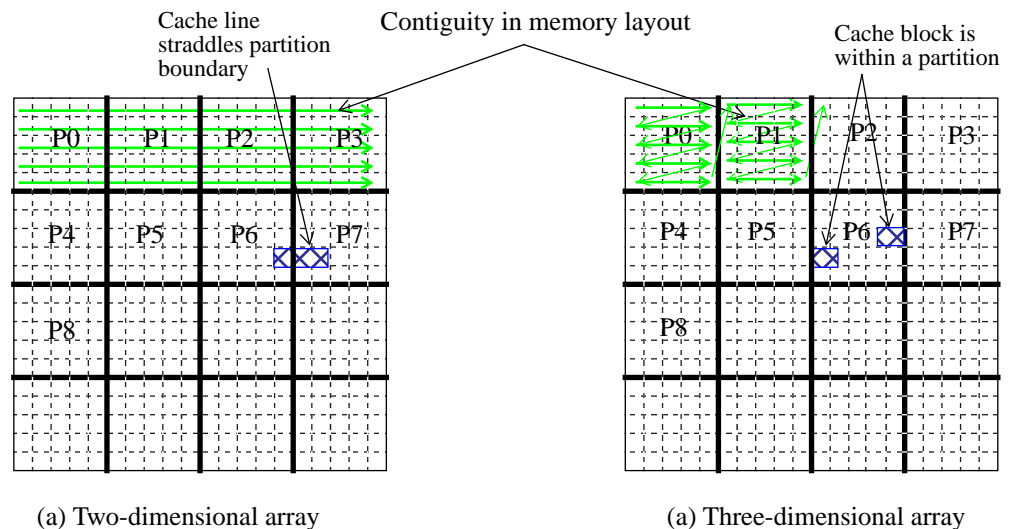 Cache line
straddles partition
boundary
Contiguity in memory layout
Cache block is
within a partition
P0 P1 P2 P3
P4 P5 P6 P7
P8
P0 P1 P2 P3
P4 P5 P6 P7
P8
(a) Two-dimensional array
(a) Three-dimensional array